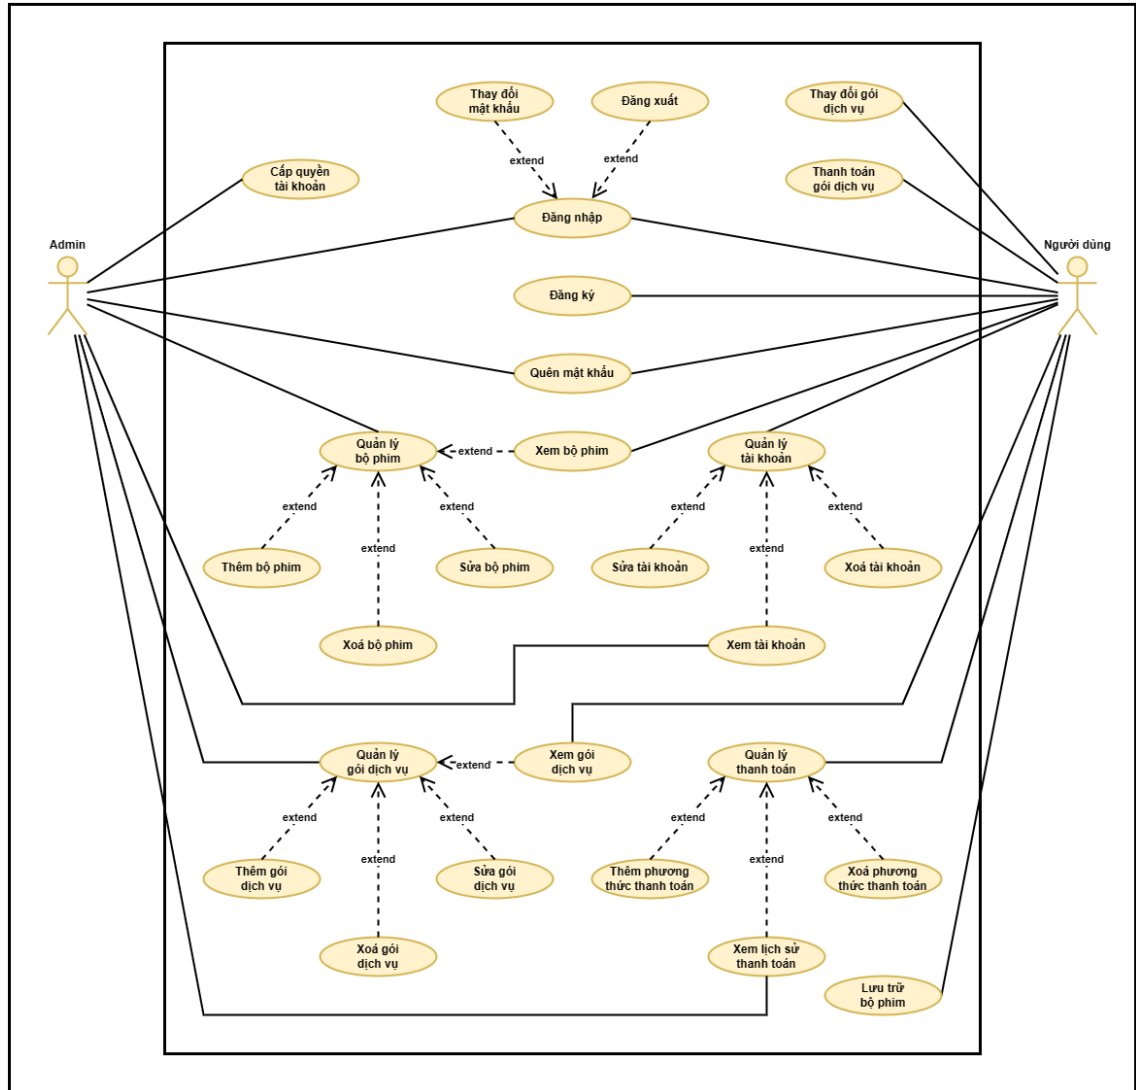 Thay đổi
mật khẩu
Đăng xuất
Thay đổi gói
dịch vụ
extend
extend
Cấp quyền
tài khoản
Thanh toán
gói dịch vụ
Đăng nhập
Admin
Người dùng
Đăng ký
Quên mật khẩu
Quản lý
bộ phim
extend
Xem bộ phim
Quản lý
tài khoản
extend
extend
extend
extend
extend
extend
Thêm bộ phim
Sửa bộ phim
Sửa tài khoản
Xoá tài khoản
Xoá bộ phim
Xem tài khoản
Quản lý
gói dịch vụ
extend
Xem gói
dịch vụ
Quản lý
thanh toán
extend
extend
extend
extend
extend
extend
Thêm gói
dịch vụ
Sửa gói
dịch vụ
Thêm phương
thức thanh toán
Xoá phương
thức thanh toán
Xoá gói
dịch vụ
Xem lịch sử
thanh toán
Lưu trữ
bộ phim